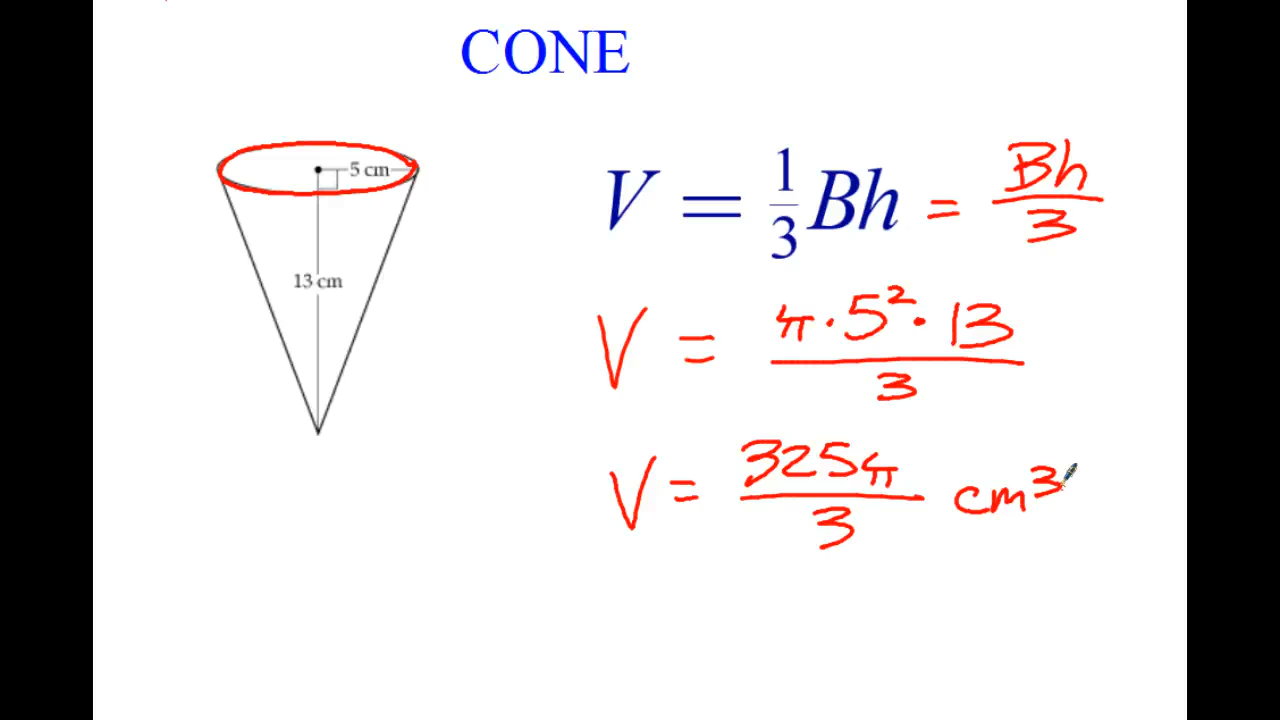 CONE
5 cm
13 cm
V = 1/3 Bh = Bh/3
V = π · 5² · 13 / 3
V = 325π / 3 cm³